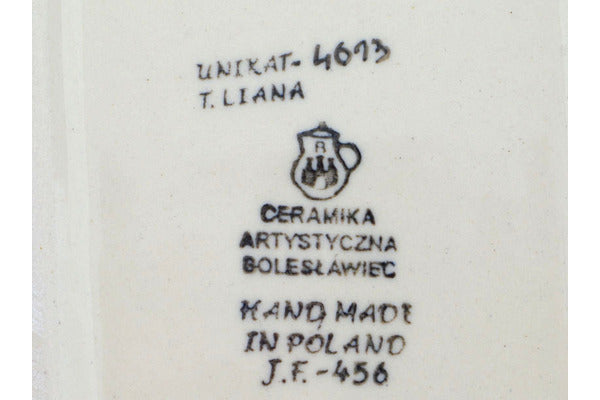 UNIKAT-4613
T. LIANA
B
CERAMIKA
ARTYSTYCZNA
BOLESŁAWIEC
HAND MADE
IN POLAND
J.F.-456